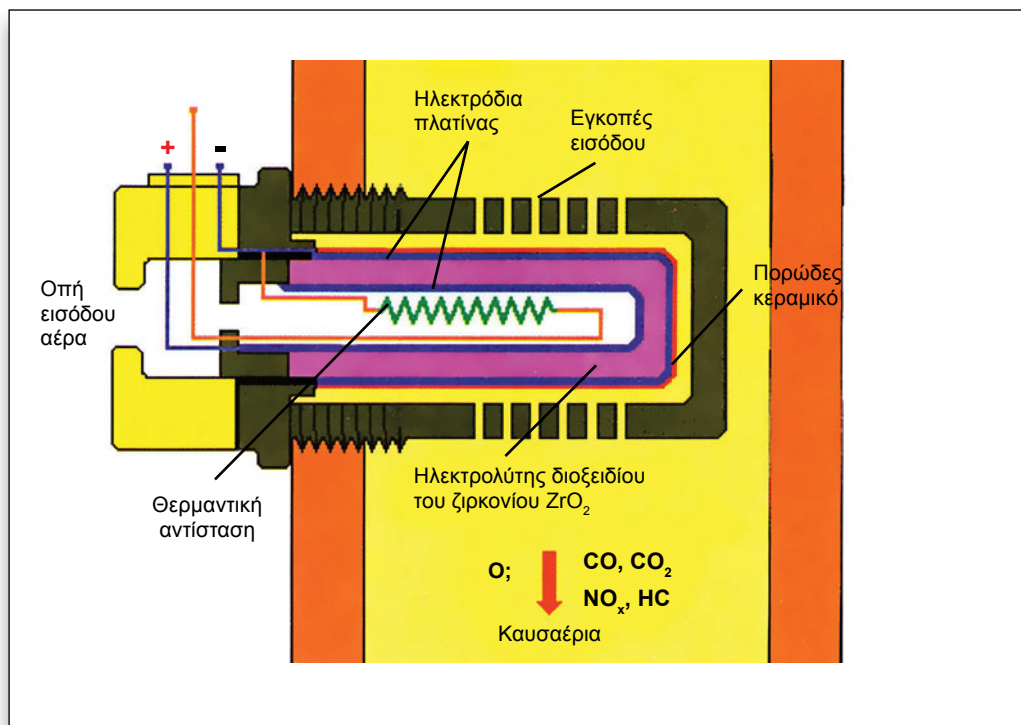 Ηλεκτρόδια
πλατίνας
Εγκοπές
εισόδου
+ -
Οπή
εισόδου
αέρα
Πορώδες
κεραμικό
Θερμαντική
αντίσταση
Ηλεκτρολύτης διοξειδίου
του ζιρκονίου ZrO₂
O;
CO, CO₂
NOₓ, HC
Καυσαέρια